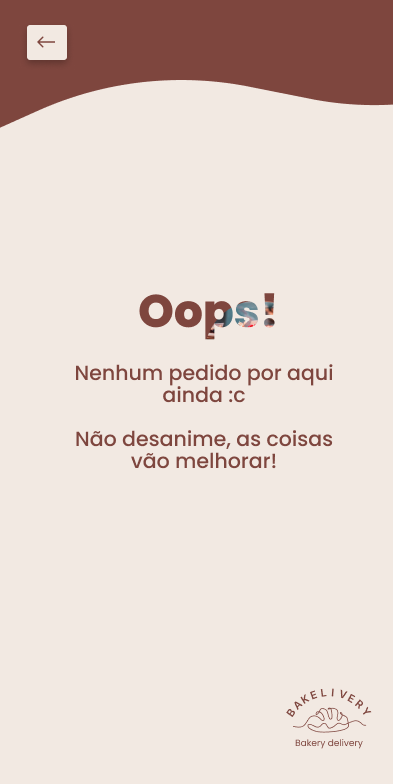 Oops!
Nenhum pedido por aqui
ainda :c
Não desanime, as coisas
vão melhorar!
BAKELIVERY
Bakery delivery